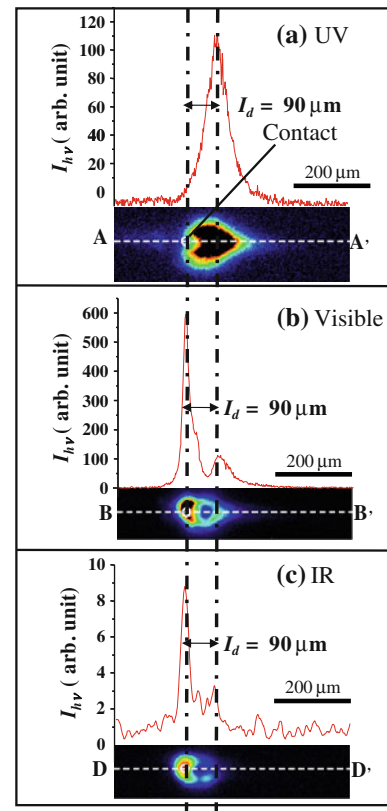 120
(a) UV
100
80
I_d = 90 μm
60
Contact
40
200 μm
20
0
I_hν ( arb. unit)
A A’
600
(b) Visible
500
400
I_d = 90 μm
300
200
200 μm
100
0
I_hν ( arb. unit)
B B’
10
(c) IR
8
6
I_d = 90 μm
4
200 μm
2
0
I_hν (arb. unit)
D D’